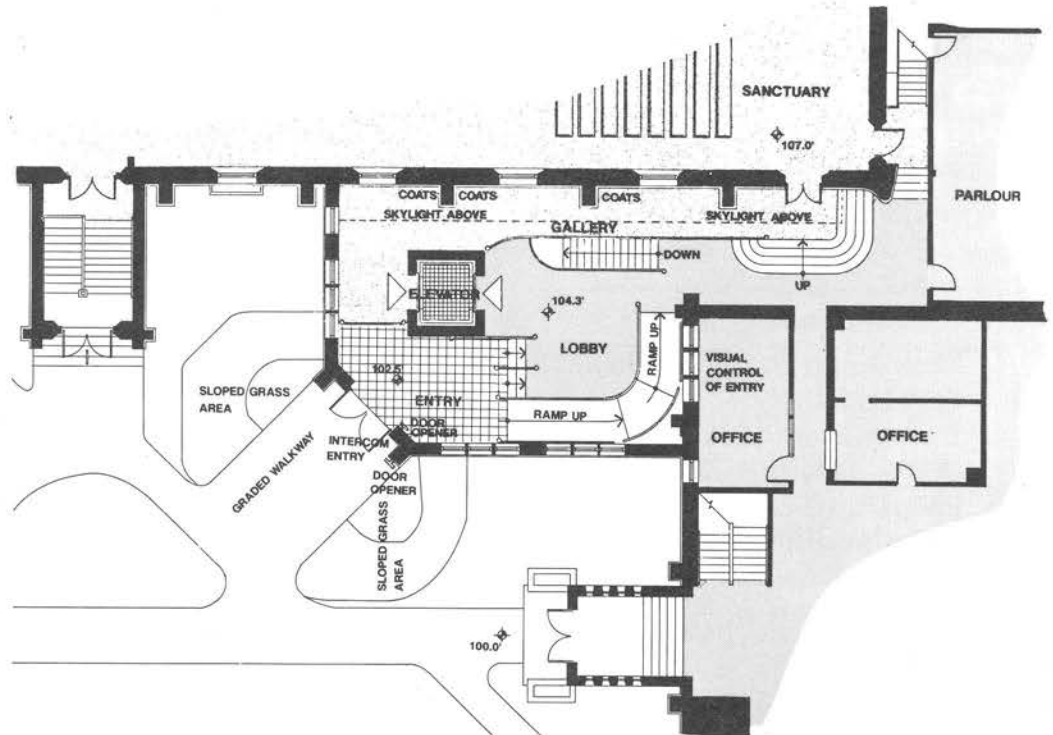 SANCTUARY
107.0'
COATS COATS
COATS
PARLOUR
SKYLIGHT ABOVE
SKYLIGHT ABOVE
GALLERY
DOWN
UP
ELEVATOR
104.3'
LOBBY
RAMP UP
VISUAL
CONTROL
OF ENTRY
102.5'
SLOPED GRASS
AREA
ENTRY
RAMP UP
DOOR
OPENER
INTERCOM
ENTRY
OFFICE
OFFICE
GRADED WALKWAY
DOOR
OPENER
SLOPED GRASS
AREA
100.0'